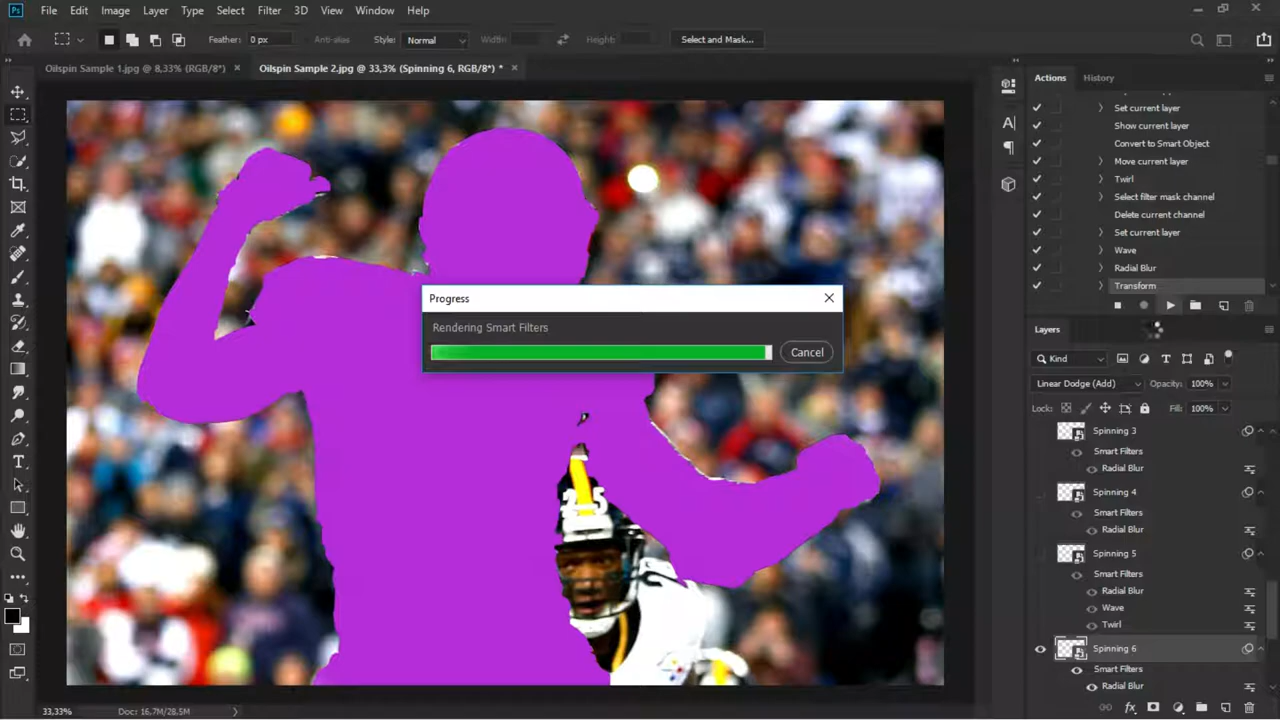 Ps File Edit Image Layer Type Select Filter 3D View Window Help
Feather: 0 px Anti-alias Style: Normal Width: Height: Select and Mask...
Oilspin Sample 1.jpg @ 8,33% (RGB/8*) × Oilspin Sample 2.jpg @ 33,3% (Spinning 6, RGB/8*) * ×
Actions History
Set current layer
Show current layer
Convert to Smart Object
Move current layer
Twirl
Select filter mask channel
Delete current channel
Set current layer
Wave
Radial Blur
Transform
Progress
Rendering Smart Filters
Cancel
Layers
Kind
Linear Dodge (Add) Opacity: 100%
Lock: Fill: 100%
Spinning 3
Smart Filters
Radial Blur
Spinning 4
Smart Filters
Radial Blur
Spinning 5
Smart Filters
Radial Blur
Wave
Twirl
Spinning 6
Smart Filters
Radial Blur
33,33% Doc: 16,7M/28,5M